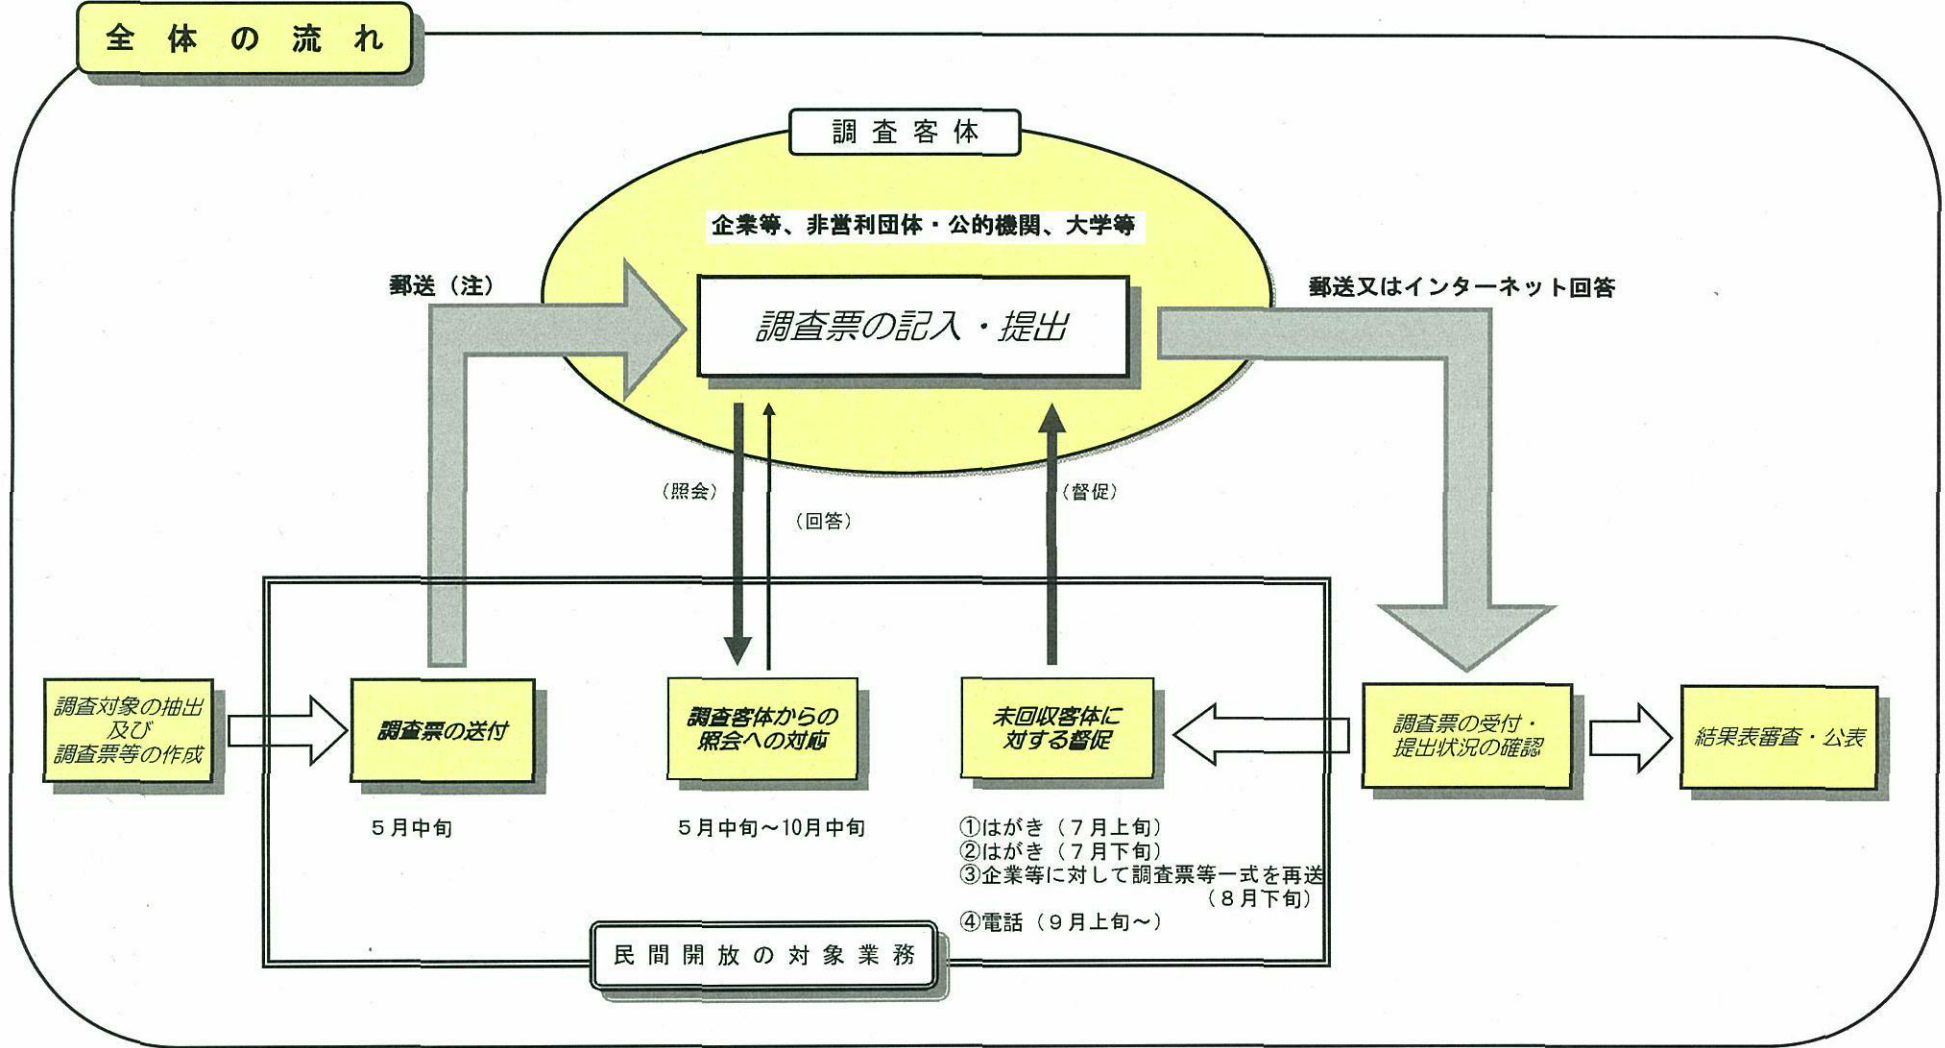 全体の流れ
調査客体
企業等、非営利団体・公的機関、大学等
郵送（注）
調査票の記入・提出
郵送又はインターネット回答
（照会）
（回答）
（督促）
調査対象の抽出
及び
調査票等の作成
調査票の送付
調査客体からの
照会への対応
未回収客体に
対する督促
調査票の受付・
提出状況の確認
結果表審査・公表
５月中旬
５月中旬～10月中旬
①はがき（７月上旬）
②はがき（７月下旬）
③企業等に対して調査票等一式を再送
（８月下旬）
④電話（９月上旬～）
民間開放の対象業務